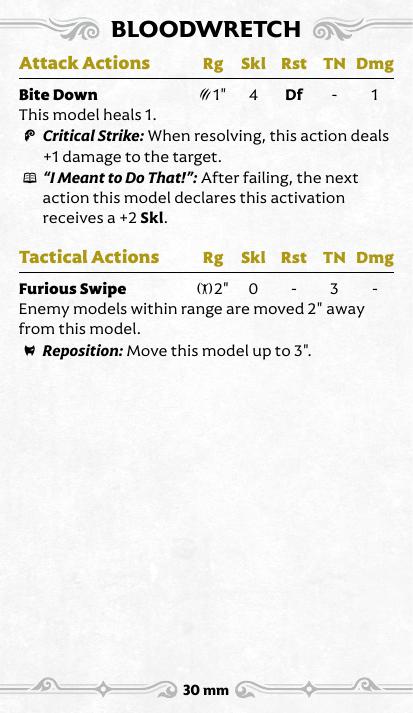 BLOODWRETCH
Attack Actions Rg Skl Rst TN Dmg
Bite Down 1" 4 Df - 1
This model heals 1.
Critical Strike: When resolving, this action deals
+1 damage to the target.
“I Meant to Do That!”: After failing, the next
action this model declares this activation
receives a +2 Skl.
Tactical Actions Rg Skl Rst TN Dmg
Furious Swipe 2" 0 - 3 -
Enemy models within range are moved 2" away
from this model.
Reposition: Move this model up to 3".
30 mm